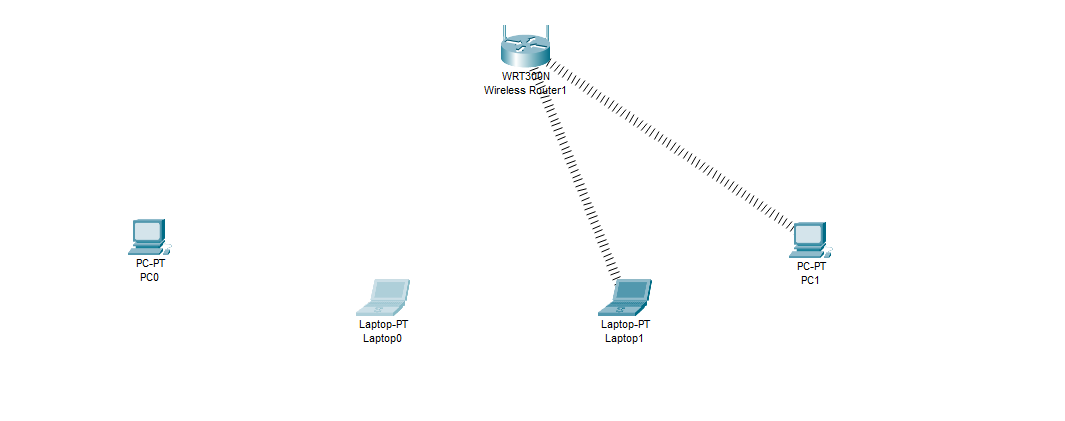 WRT300N
Wireless Router1
PC-PT
PC0
PC-PT
PC1
Laptop-PT
Laptop0
Laptop-PT
Laptop1